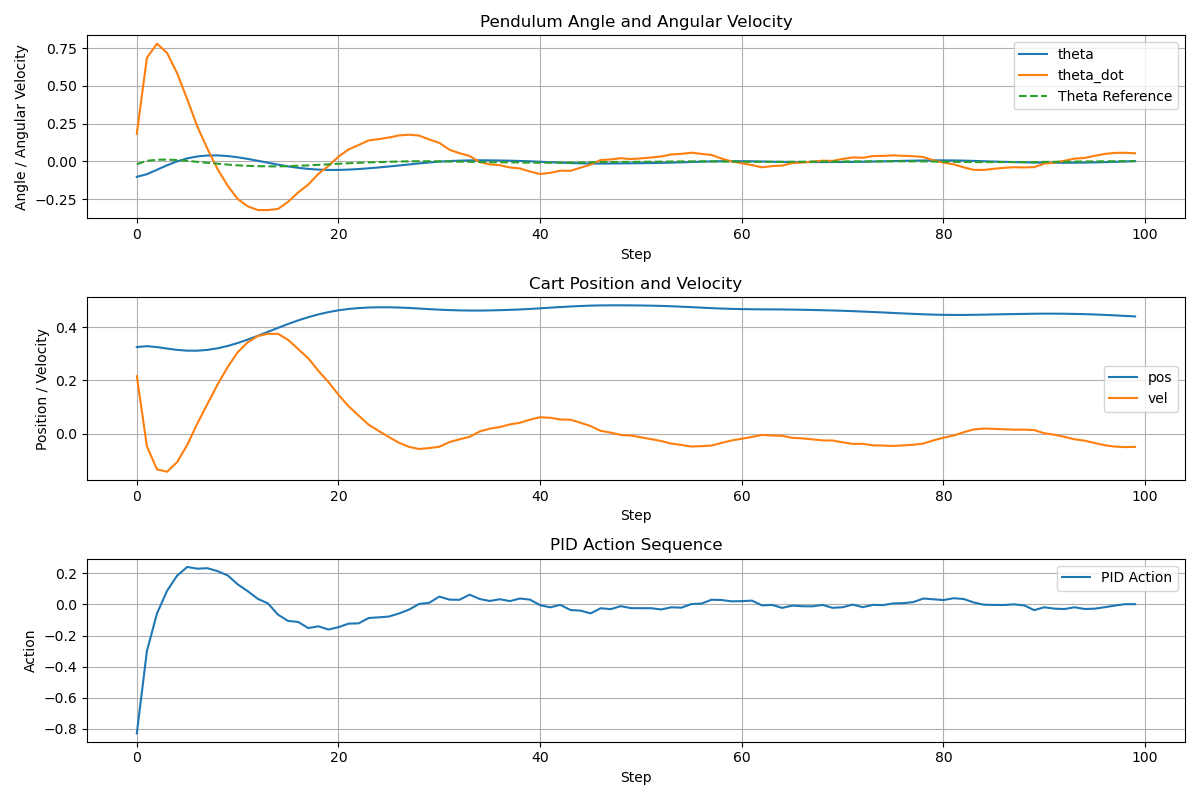 Pendulum Angle and Angular Velocity
Angle / Angular Velocity
0.75
0.50
0.25
0.00
−0.25
theta
theta_dot
Theta Reference
0 20 40 60 80 100
Step
Cart Position and Velocity
Position / Velocity
0.4
0.2
0.0
pos
vel
0 20 40 60 80 100
Step
PID Action Sequence
Action
0.2
0.0
−0.2
−0.4
−0.6
−0.8
PID Action
0 20 40 60 80 100
Step